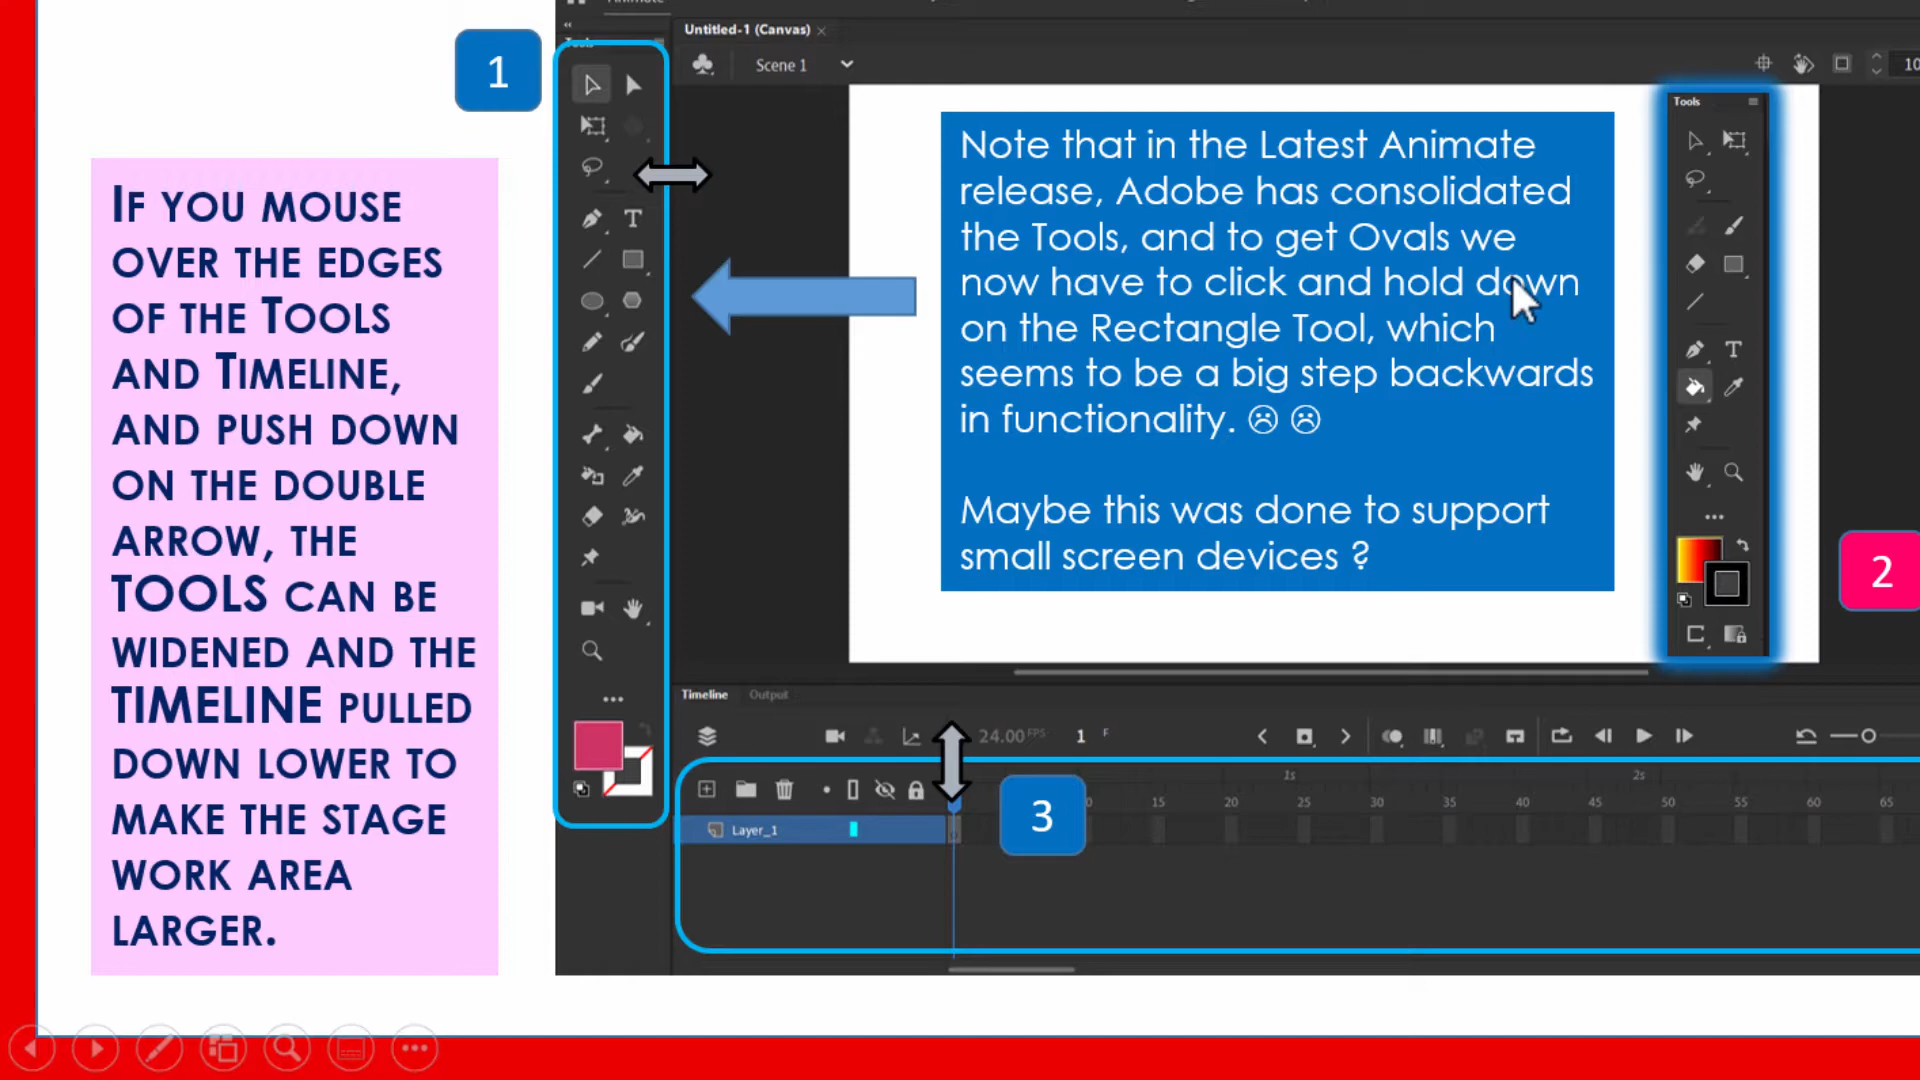 Untitled-1 (Canvas)
Scene 1
10
1
Tools
IF YOU MOUSE
OVER THE EDGES
OF THE TOOLS
AND TIMELINE,
AND PUSH DOWN
ON THE DOUBLE
ARROW, THE
TOOLS CAN BE
WIDENED AND THE
TIMELINE PULLED
DOWN LOWER TO
MAKE THE STAGE
WORK AREA
LARGER.
Note that in the Latest Animate
release, Adobe has consolidated
the Tools, and to get Ovals we
now have to click and hold down
on the Rectangle Tool, which
seems to be a big step backwards
in functionality. ☹ ☹
Maybe this was done to support
small screen devices ?
2
Timeline Output
24.00 FPS 1 F
1s 2s
3
0 15 20 25 30 35 40 45 50 55 60 65
Layer_1